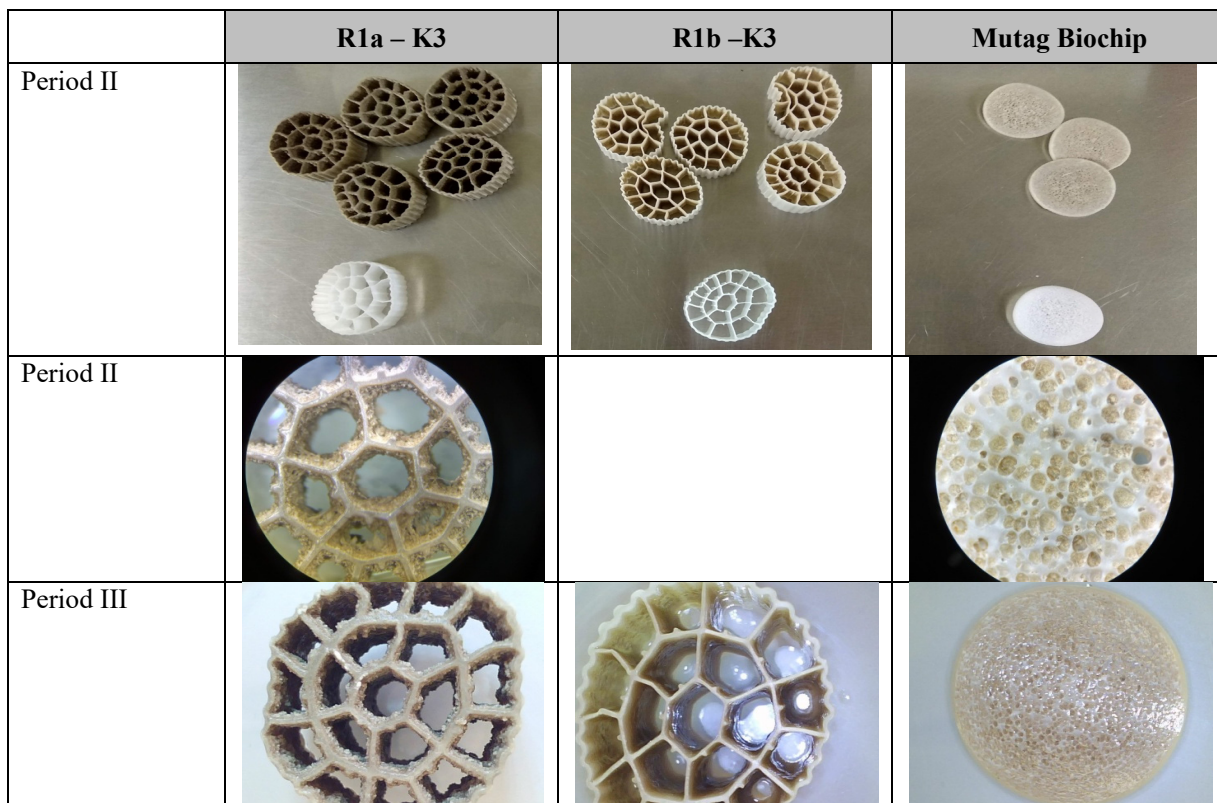 R1a – K3
R1b –K3
Mutag Biochip
Period II
Period II
Period III